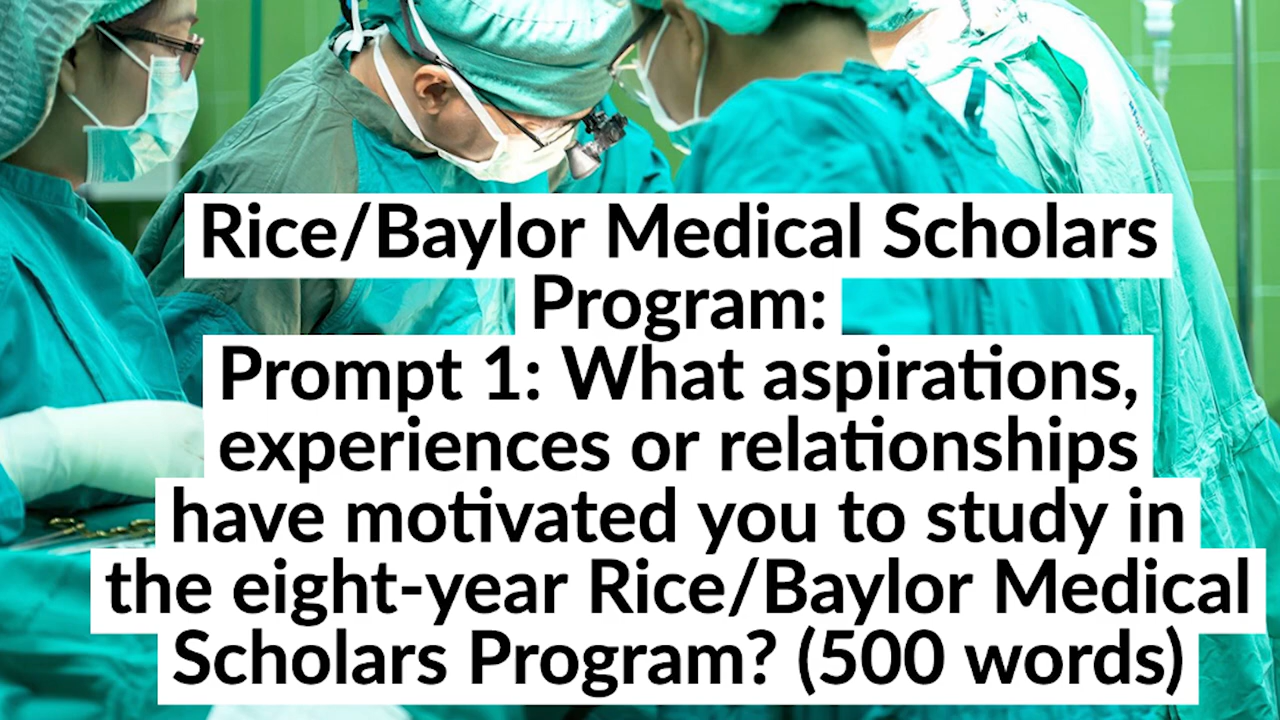 Rice/Baylor Medical Scholars
Program:
Prompt 1: What aspirations,
experiences or relationships
have motivated you to study in
the eight-year Rice/Baylor Medical
Scholars Program? (500 words)